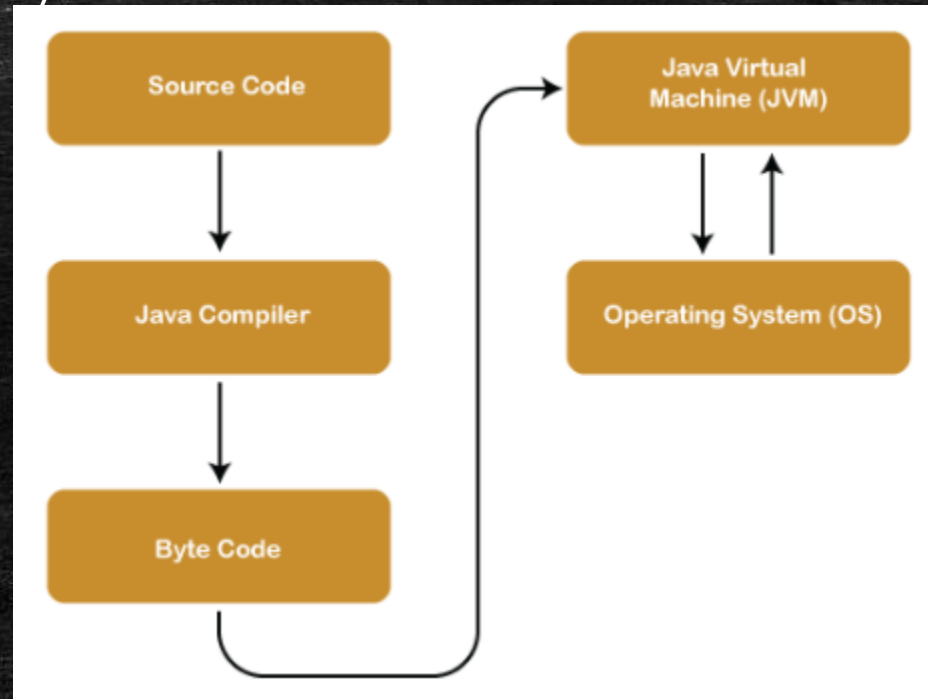 Source Code
Java Compiler
Byte Code
Java Virtual
Machine (JVM)
Operating System (OS)